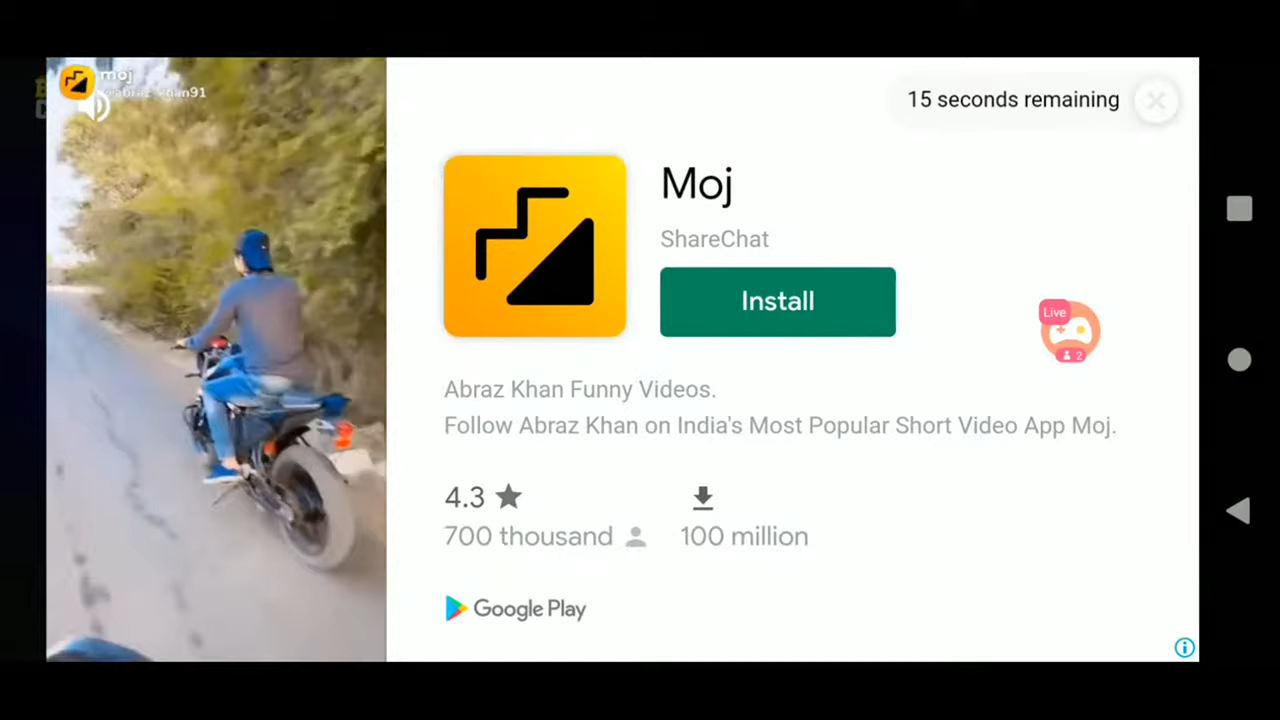 moj
15 seconds remaining
Moj
ShareChat
Install
Live
2
Abraz Khan Funny Videos.
Follow Abraz Khan on India's Most Popular Short Video App Moj.
4.3
700 thousand
100 million
Google Play